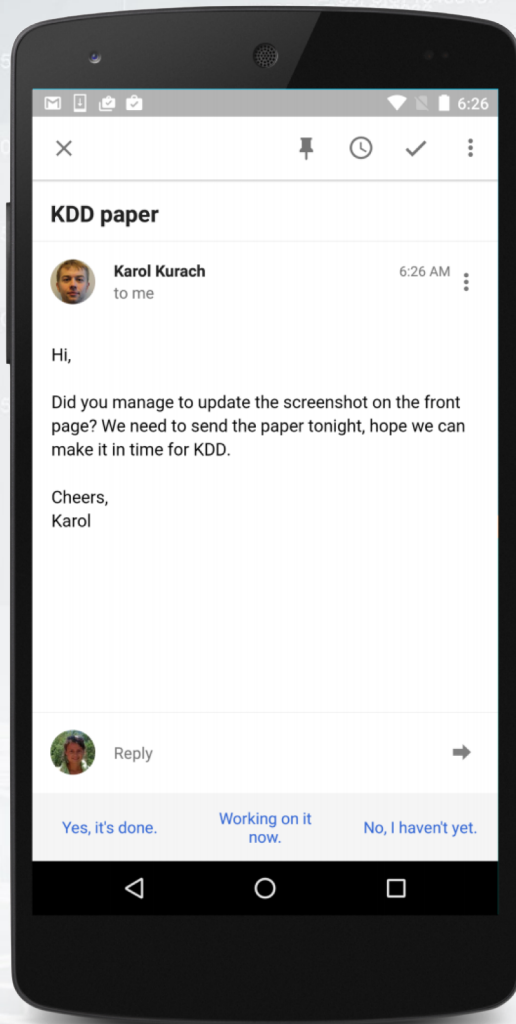 6:26
KDD paper
Karol Kurach
6:26 AM
to me
Hi,
Did you manage to update the screenshot on the front
page? We need to send the paper tonight, hope we can
make it in time for KDD.
Cheers,
Karol
Reply
Yes, it's done.
Working on it
now.
No, I haven't yet.